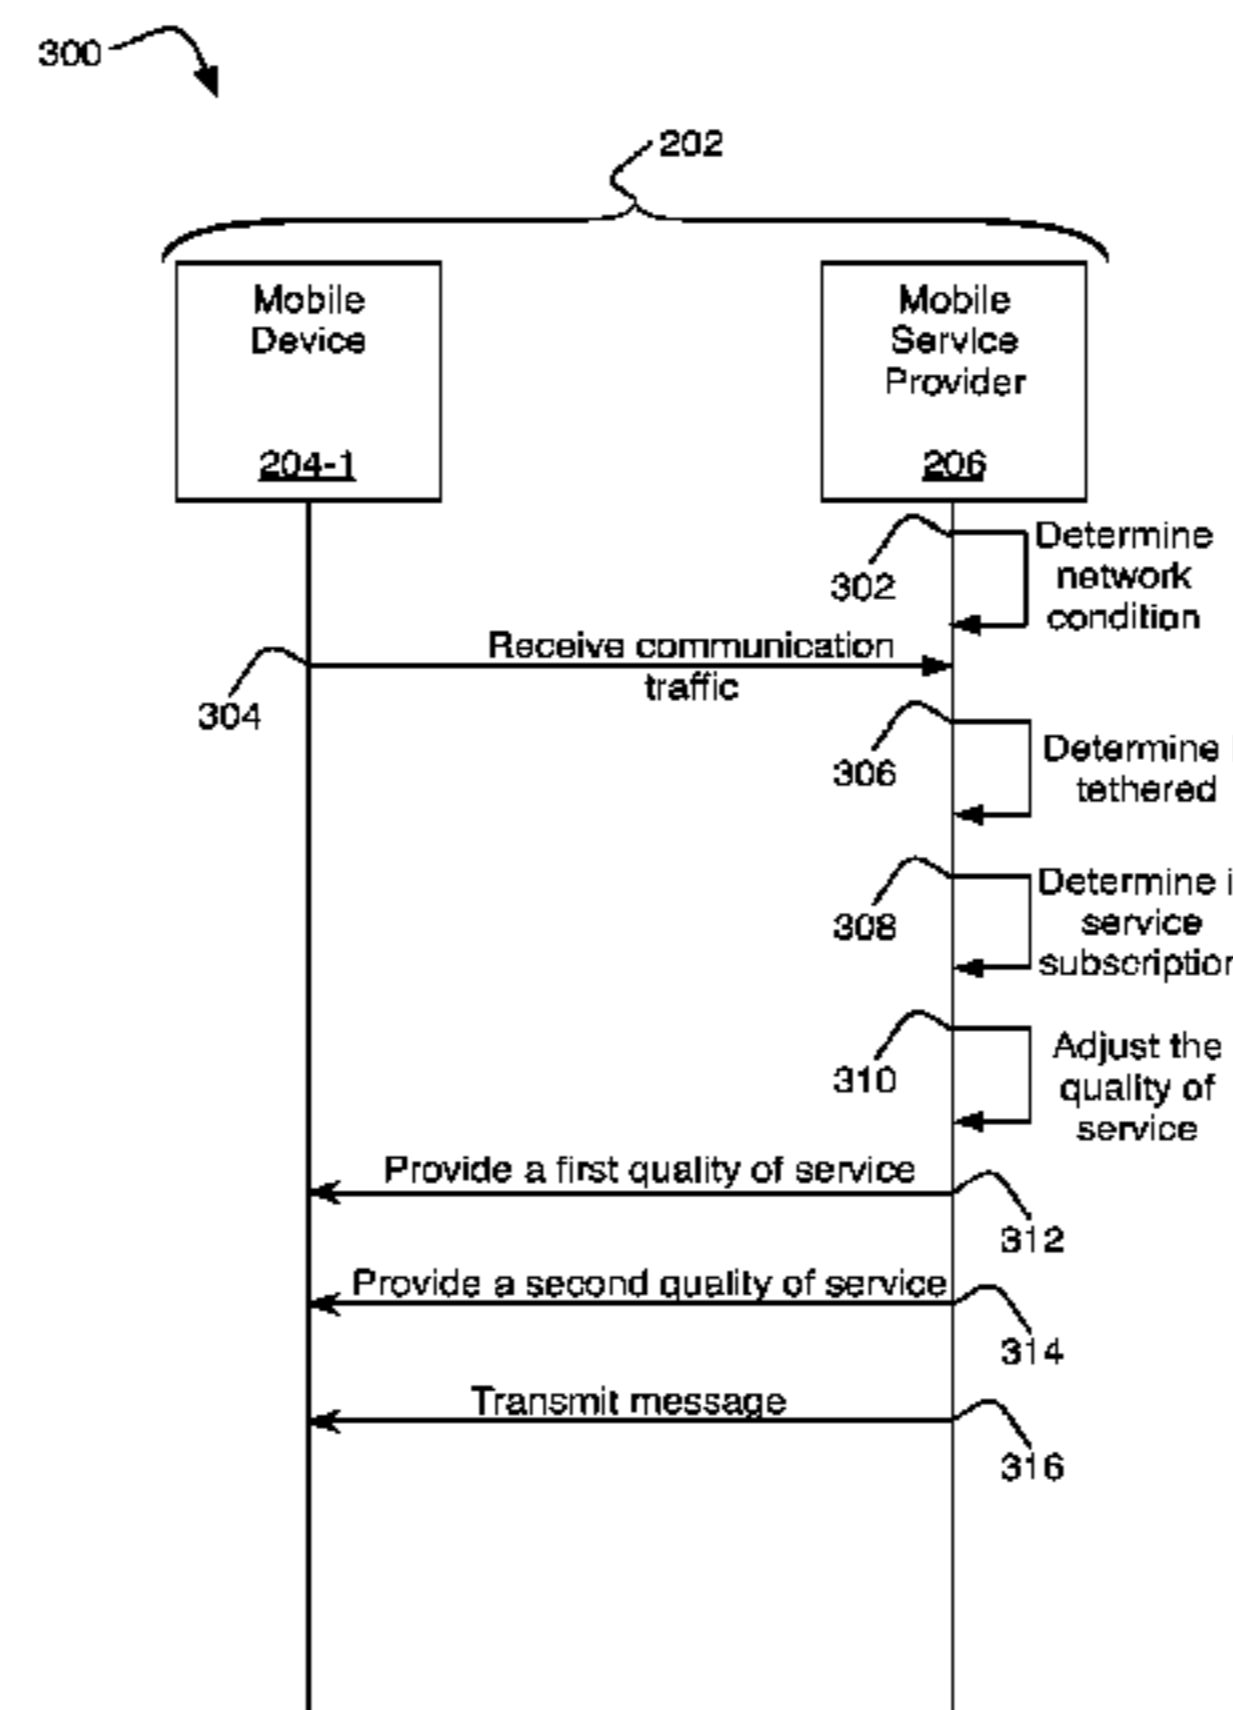 300
202
Mobile
Device
204-1
Mobile
Service
Provider
206
302
Determine
network
condition
Receive communication
traffic
304
306
Determine
tethered
308
Determine
service
310
Adjust the
quality of
service
Provide a first quality of service
312
Provide a second quality of service
314
Transmit message
316